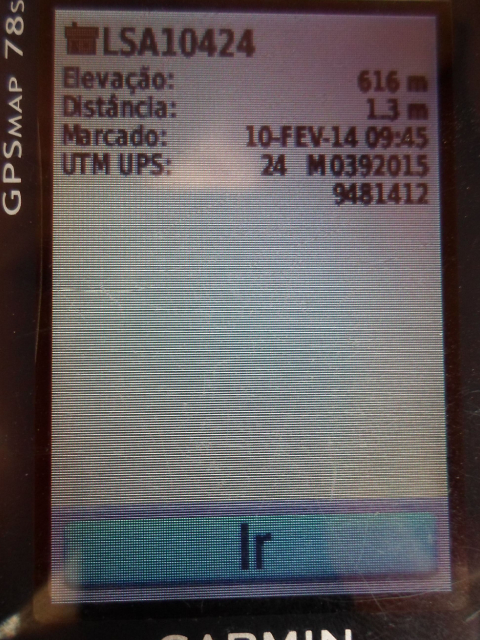 GPSMAP 78s
LSA10424
Elevação: 616 m
Distância: 1.3 m
Marcado: 10-FEV-14 09:45
UTM UPS: 24 M 0392015
9481412
Ir
GARMIN